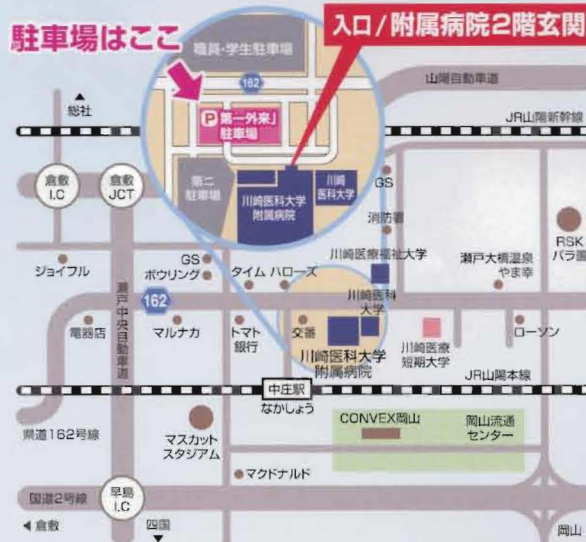 駐車場はここ
入口/附属病院2階玄関
職員・学生駐車場
162
P「第一外来」
駐車場
第二
駐車場
川崎医科大学
附属病院
川崎
医科大学
山陽自動車道
総社
JR山陽新幹線
倉敷
I.C
倉敷
JCT
GS
消防署
RSK
バラ園
川崎医療福祉大学
瀬戸大橋温泉
やま幸
ジョイフル
GS
ボウリング
タイム
ハローズ
川崎医科
大学
162
瀬戸中央自動車道
電器店
マルナカ
トマト
銀行
交番
川崎医科大学
附属病院
川崎医療
短期大学
ローソン
JR山陽本線
中庄駅
なかしょう
県道162号線
マスカット
スタジアム
CONVEX岡山
岡山流通
センター
マクドナルド
国道2号線
早島
I.C
倉敷
四国
岡山